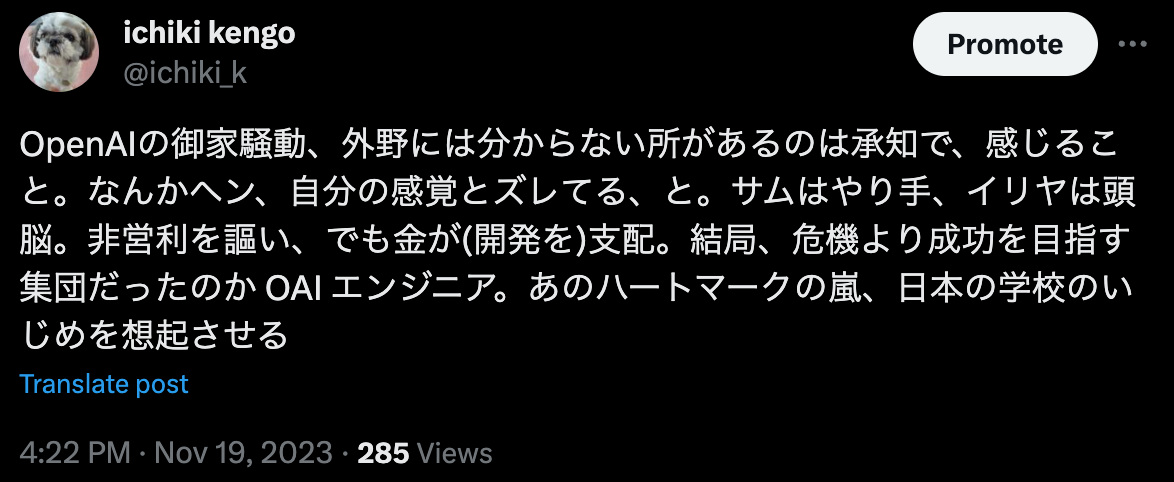 ichiki kengo
@ichiki_k
Promote
OpenAIの御家騒動、外野には分からない所があるのは承知で、感じるこ
と。なんかヘン、自分の感覚とズレてる、と。サムはやり手、イリヤは頭
脳。非営利を謳い、でも金が(開発を)支配。結局、危機より成功を目指す
集団だったのか OAI エンジニア。あのハートマークの嵐、日本の学校のい
じめを想起させる
Translate post
4:22 PM · Nov 19, 2023 · 285 Views